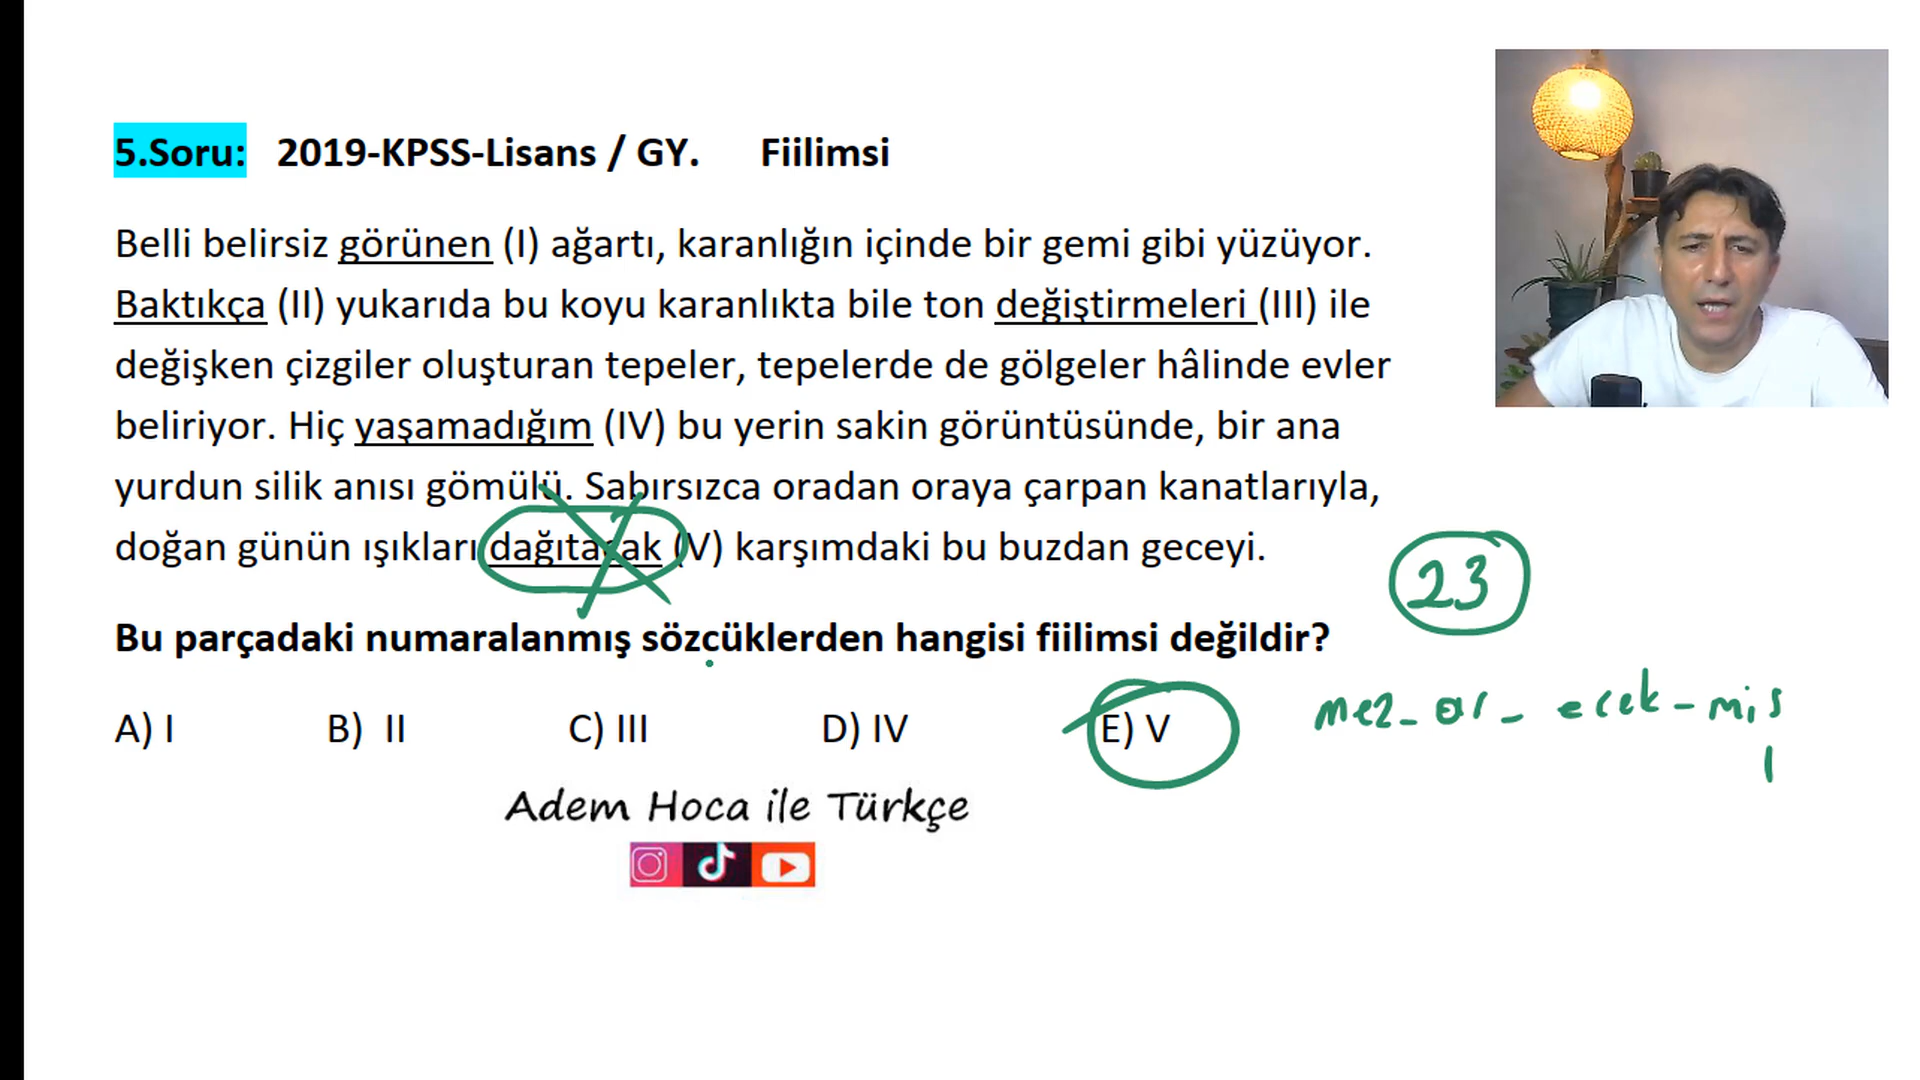 5.Soru: 2019-KPSS-Lisans / GY. Fiilimsi
Belli belirsiz görünen (I) ağartı, karanlığın içinde bir gemi gibi yüzüyor.
Baktıkça (II) yukarıda bu koyu karanlıkta bile ton değiştirmeleri (III) ile
değişken çizgiler oluşturan tepeler, tepelerde de gölgeler hâlinde evler
beliriyor. Hiç yaşamadığım (IV) bu yerin sakin görüntüsünde, bir ana
yurdun silik anısı gömülü. Sabırsızca oradan oraya çarpan kanatlarıyla,
doğan günün ışıkları dağıtacak (V) karşımdaki bu buzdan geceyi.
23
Bu parçadaki numaralanmış sözcüklerden hangisi fiilimsi değildir?
mez - ar - ecek - miş
A) I B) II C) III D) IV E) V
Adem Hoca ile Türkçe